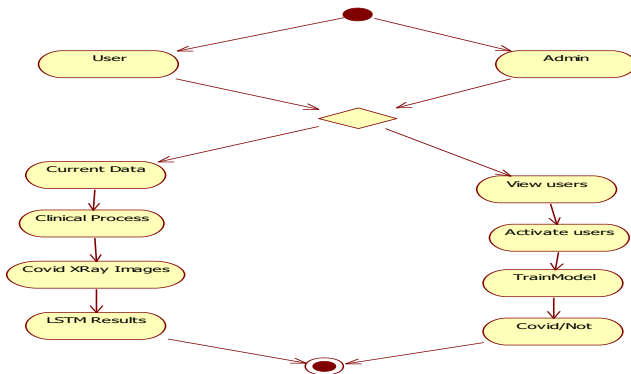 User
Admin
Current Data
View users
Clinical Process
Activate users
Covid XRay Images
TrainModel
LSTM Results
Covid/Not